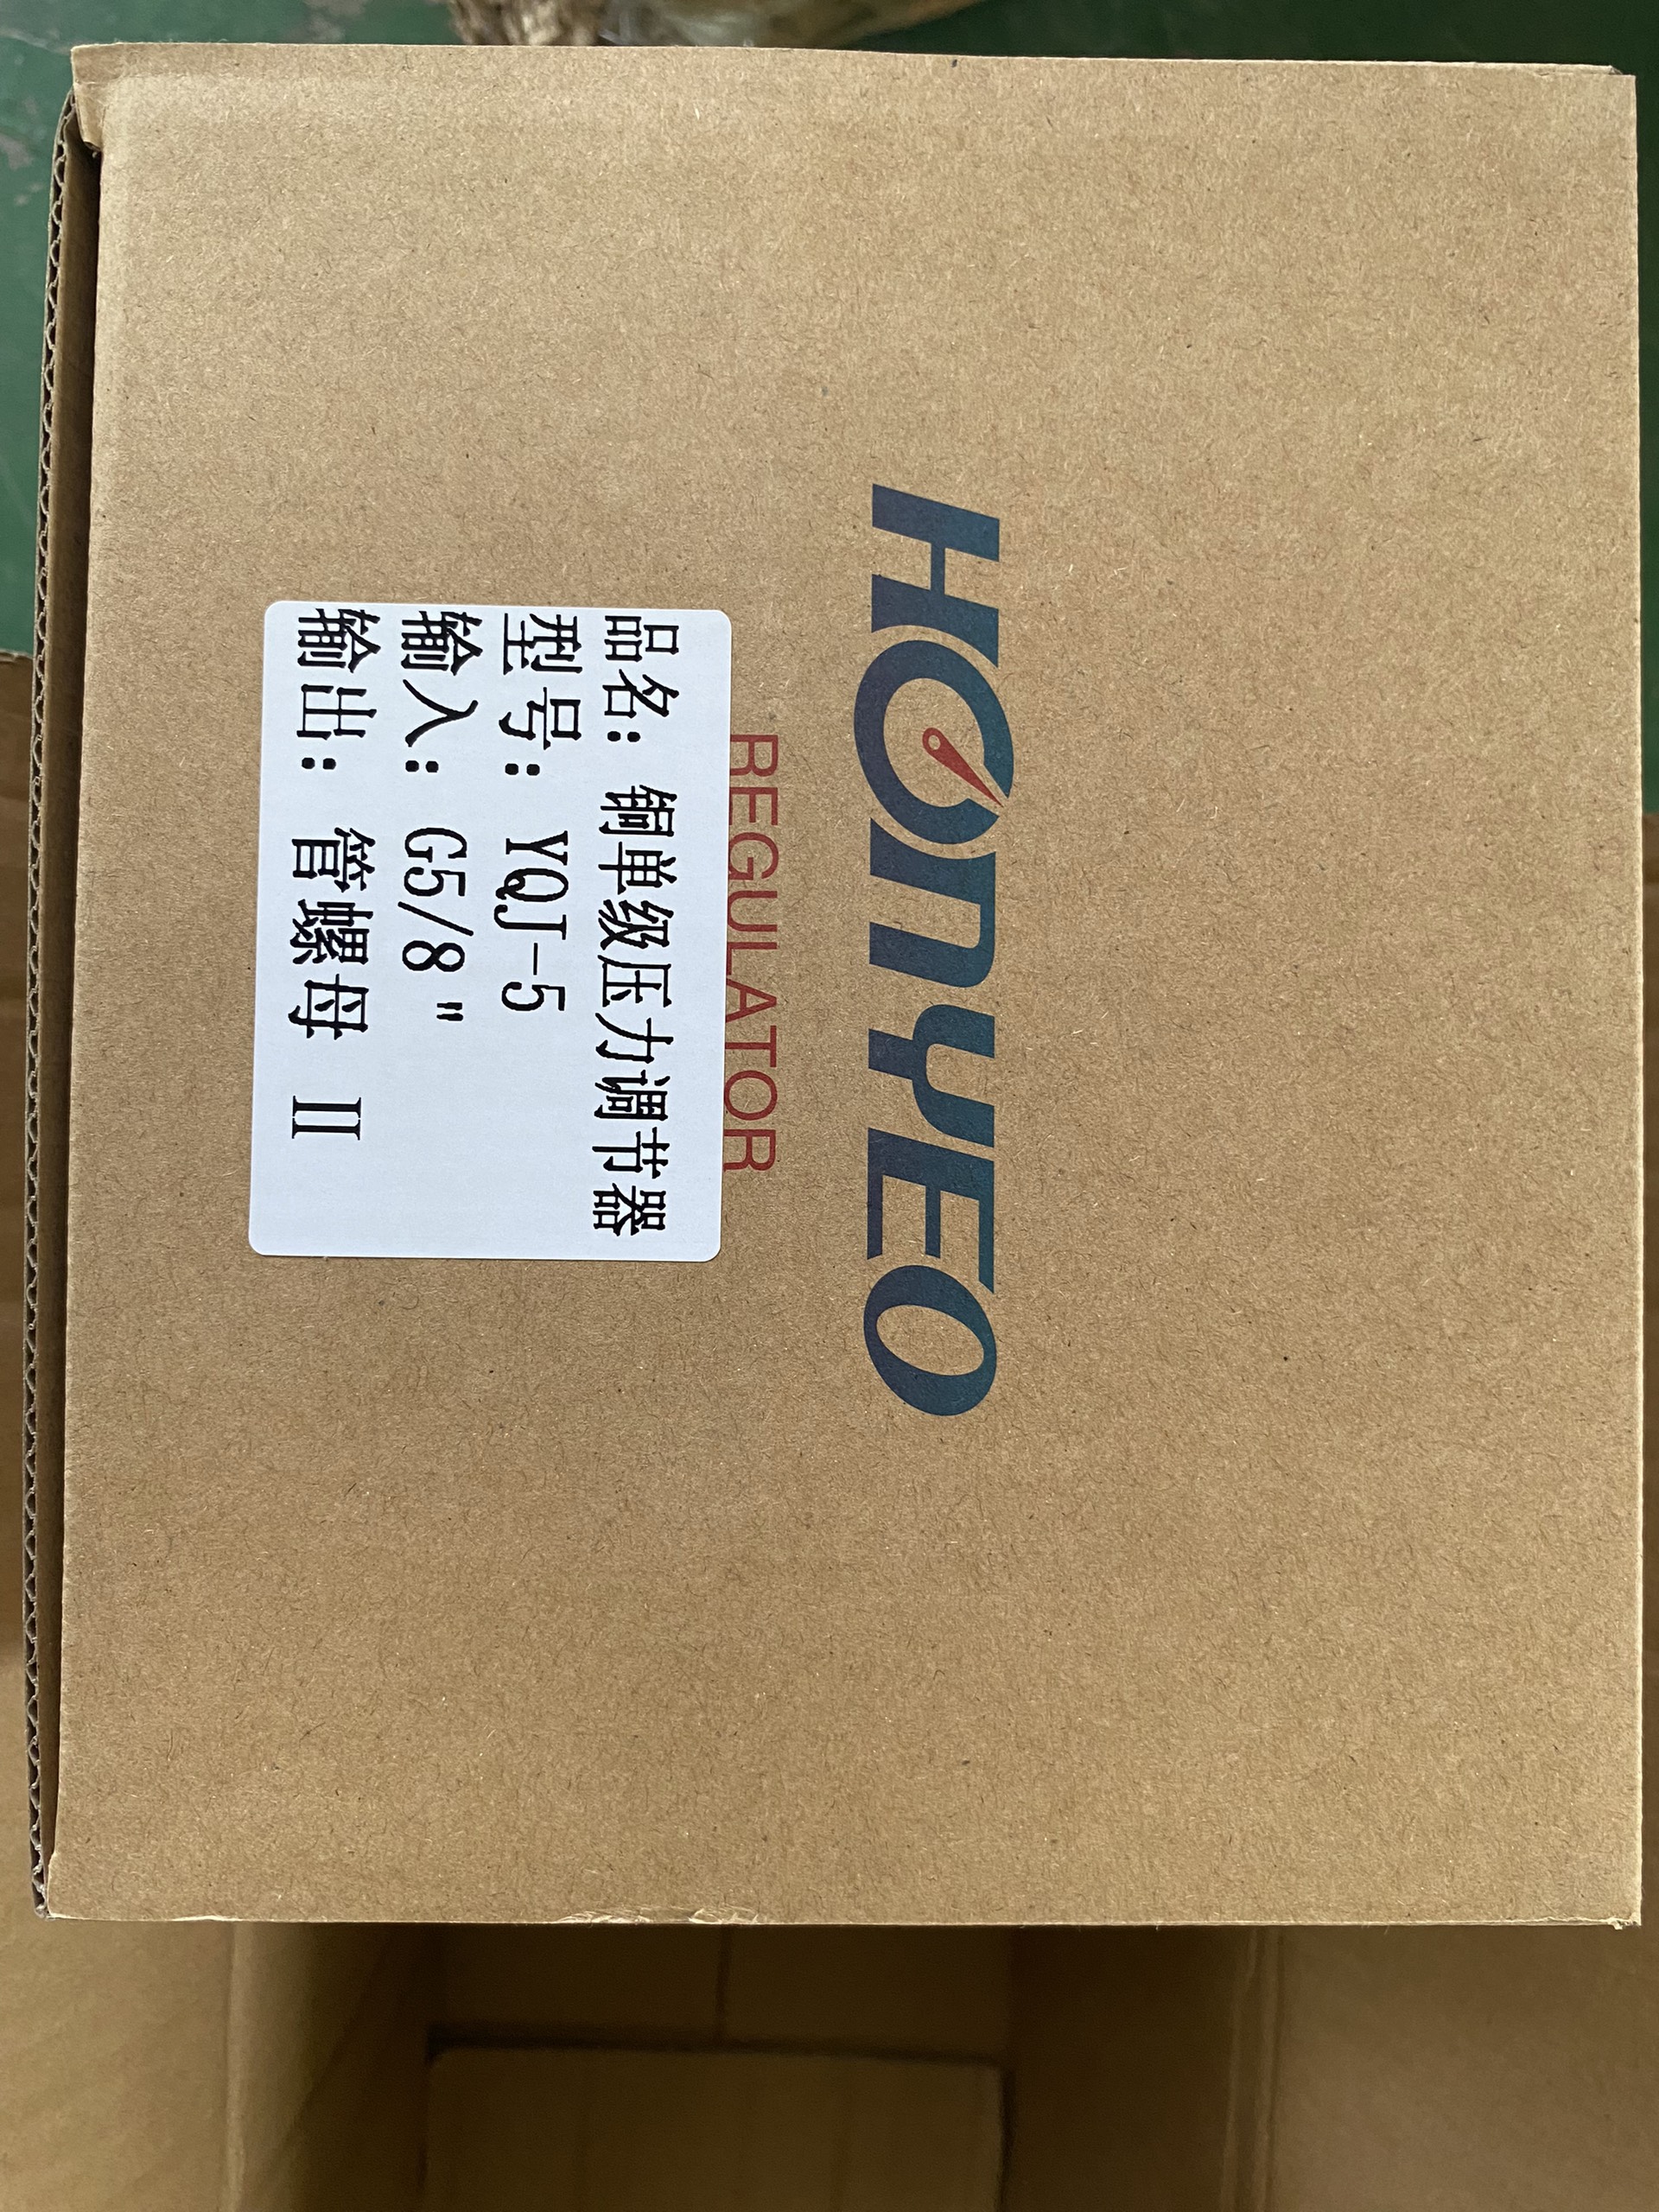 HONYEO
REGULATOR
品名: 铜单级压力调节器
型号: YQJ-5
输入: G5/8"
输出: 管螺母 II